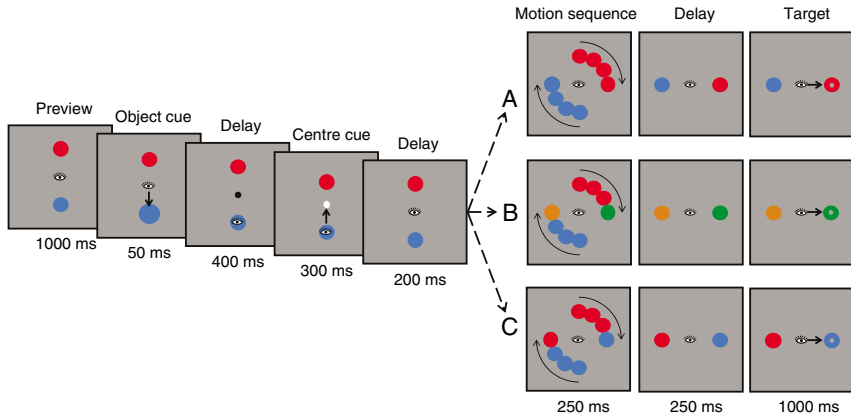 Motion sequence
Delay
Target
A
Preview
Object cue
Delay
Centre cue
Delay
B
1000 ms
50 ms
400 ms
300 ms
200 ms
C
250 ms
250 ms
1000 ms